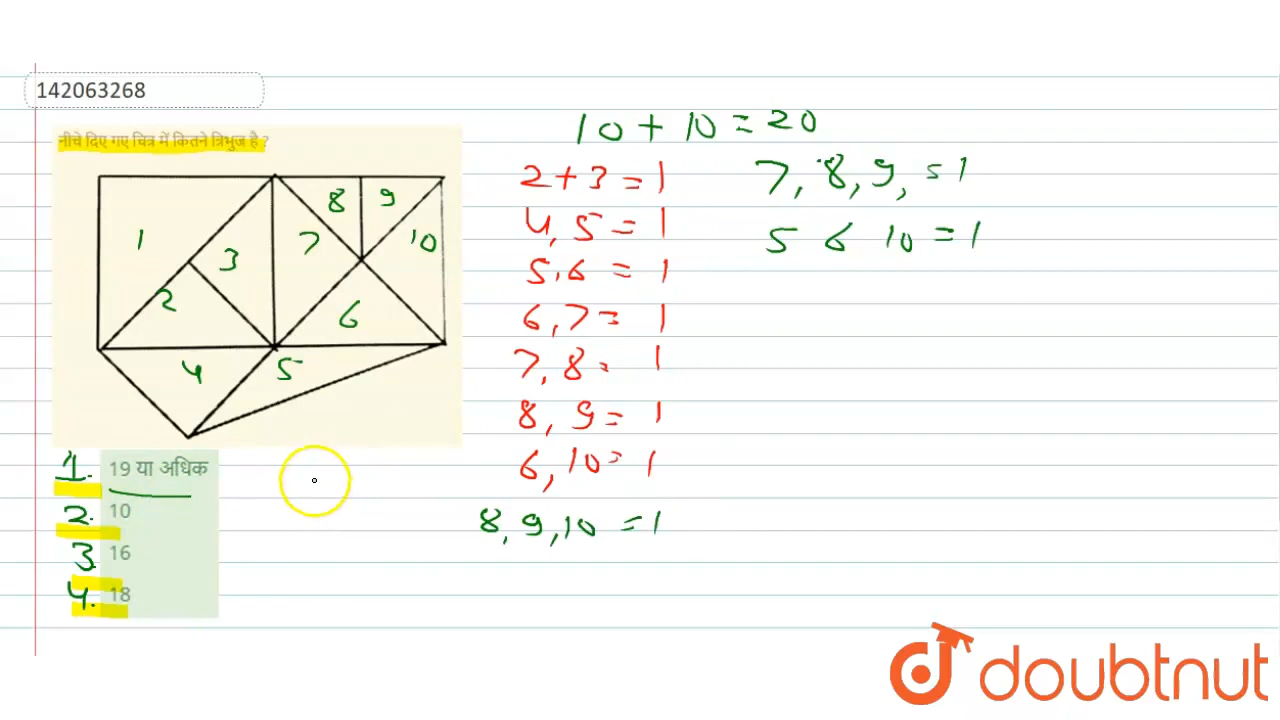 142063268
नीचे दिए गए चित्र में कितने त्रिभुज है ?
1
2
3
4
5
6
7
8
9
10
1. 19 या अधिक
2. 10
3. 16
4. 18
10 + 10 = 20
2 + 3 = 1
4, 5 = 1
5, 6 = 1
6, 7 = 1
7, 8 = 1
8, 9 = 1
6, 10 = 1
8, 9, 10 = 1
7, 8, 9, = 1
5 6 10 = 1
doubtnut